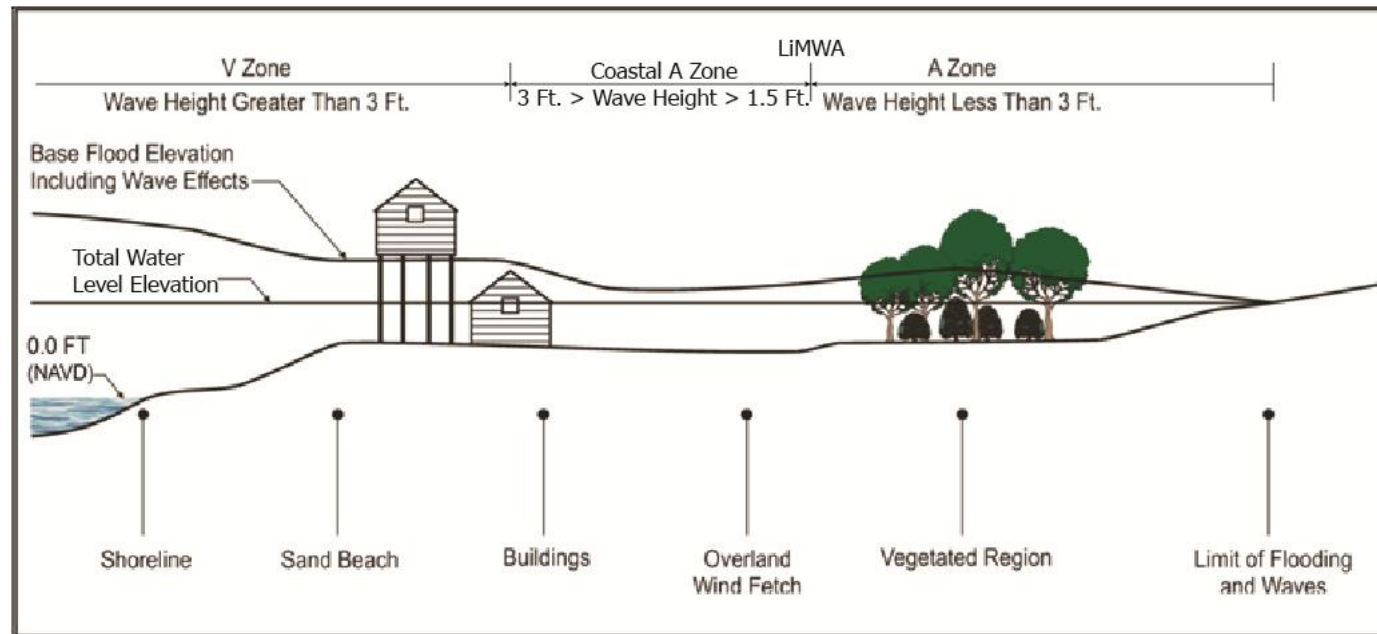 LiMWA
V Zone
Coastal A Zone
A Zone
Wave Height Greater Than 3 Ft.
3 Ft. > Wave Height > 1.5 Ft.
Wave Height Less Than 3 Ft.
Base Flood Elevation
Including Wave Effects
Total Water
Level Elevation
0.0 FT
(NAVD)
Shoreline
Sand Beach
Buildings
Overland
Wind Fetch
Vegetated Region
Limit of Flooding
and Waves